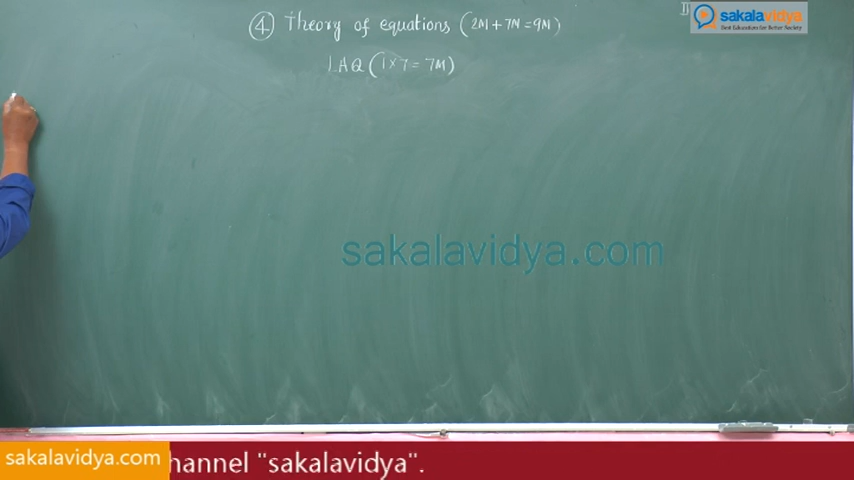 ④ Theory of equations (2M + 7M = 9M)
LAQ (1 × 7 = 7M)
sakalavidya
Best Education for Better Society
sakalavidya.com
sakalavidya.com
hannel "sakalavidya".